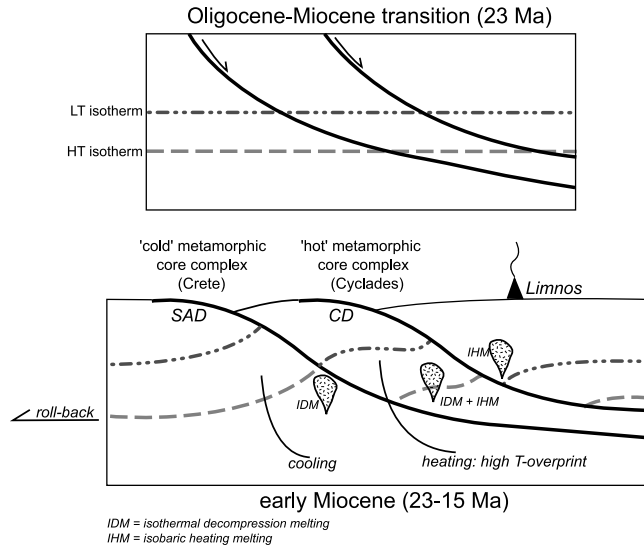 Oligocene-Miocene transition (23 Ma)
LT isotherm
HT isotherm
'cold' metamorphic
core complex
(Crete)
'hot' metamorphic
core complex
(Cyclades)
Limnos
SAD
CD
IHM
IDM
IDM + IHM
roll-back
cooling
heating: high T-overprint
early Miocene (23-15 Ma)
IDM = isothermal decompression melting
IHM = isobaric heating melting